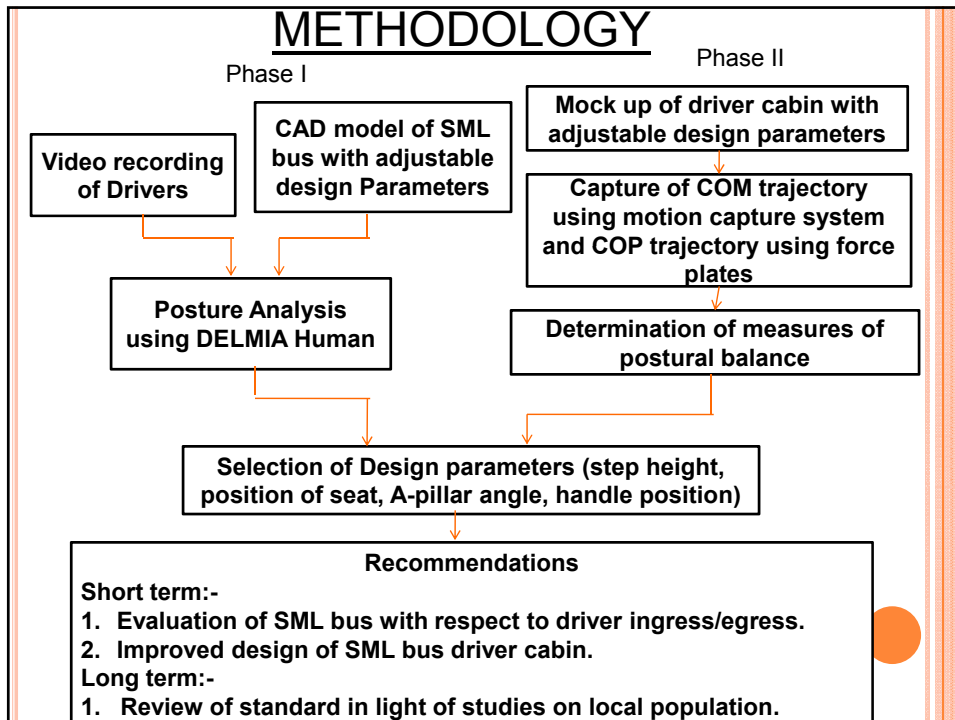 METHODOLOGY
Phase I
Video recording
of Drivers
CAD model of SML
bus with adjustable
design Parameters
Posture Analysis
using DELMIA Human
Phase II
Mock up of driver cabin with
adjustable design parameters
Capture of COM trajectory
using motion capture system
and COP trajectory using force
plates
Determination of measures of
postural balance
Selection of Design parameters (step height,
position of seat, A-pillar angle, handle position)
Recommendations
Short term:-
1. Evaluation of SML bus with respect to driver ingress/egress.
2. Improved design of SML bus driver cabin.
Long term:-
1. Review of standard in light of studies on local population.